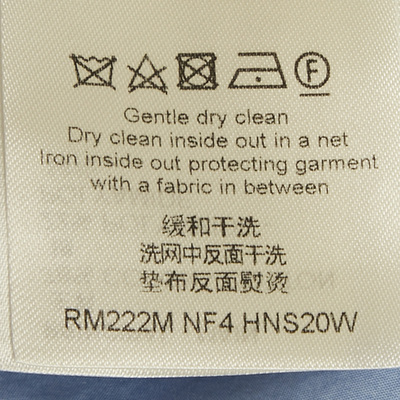 F
Gentle dry clean
Dry clean inside out in a net
Iron inside out protecting garment
with a fabric in between
缓和干洗
洗网中反面干洗
垫布反面熨烫
RM222M NF4 HNS20W